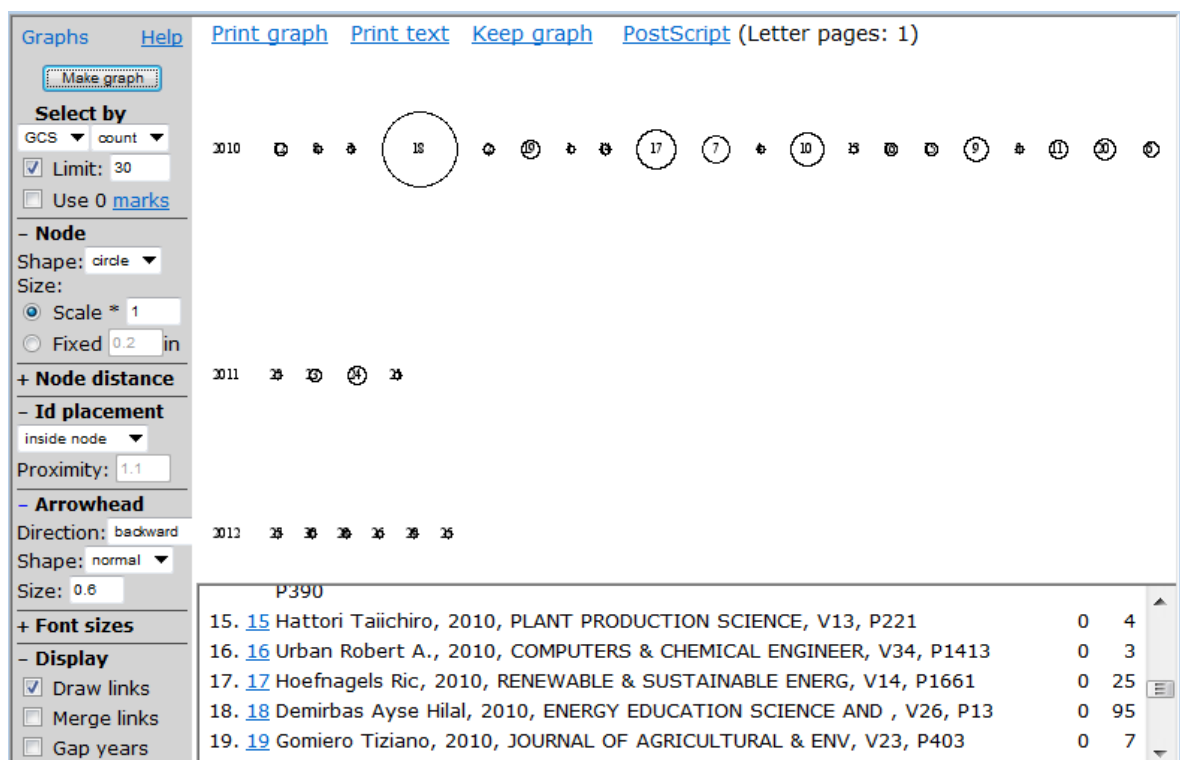 Graphs Help
Make graph
Select by
GCS count
Limit: 30
Use 0 marks
– Node
Shape: circle
Size:
Scale * 1
Fixed 0.2 in
+ Node distance
– Id placement
inside node
Proximity: 1.1
– Arrowhead
Direction: backward
Shape: normal
Size: 0.6
+ Font sizes
– Display
Draw links
Merge links
Gap years
Print graph Print text Keep graph PostScript (Letter pages: 1)
2010 18 19 17 7 10 9 11 20
2011 24
2012
P390
15. 15 Hattori Taiichiro, 2010, PLANT PRODUCTION SCIENCE, V13, P221 0 4
16. 16 Urban Robert A., 2010, COMPUTERS & CHEMICAL ENGINEER, V34, P1413 0 3
17. 17 Hoefnagels Ric, 2010, RENEWABLE & SUSTAINABLE ENERG, V14, P1661 0 25
18. 18 Demirbas Ayse Hilal, 2010, ENERGY EDUCATION SCIENCE AND , V26, P13 0 95
19. 19 Gomiero Tiziano, 2010, JOURNAL OF AGRICULTURAL & ENV, V23, P403 0 7